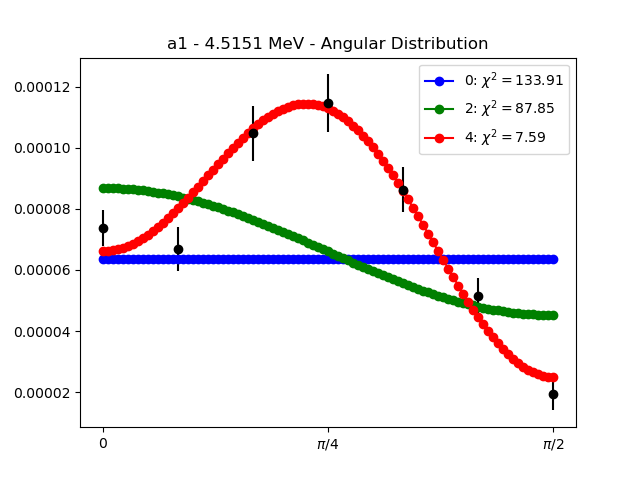 a1 - 4.5151 MeV - Angular Distribution
0: χ² = 133.91
2: χ² = 87.85
4: χ² = 7.59
0.00012
0.00010
0.00008
0.00006
0.00004
0.00002
0
π/4
π/2